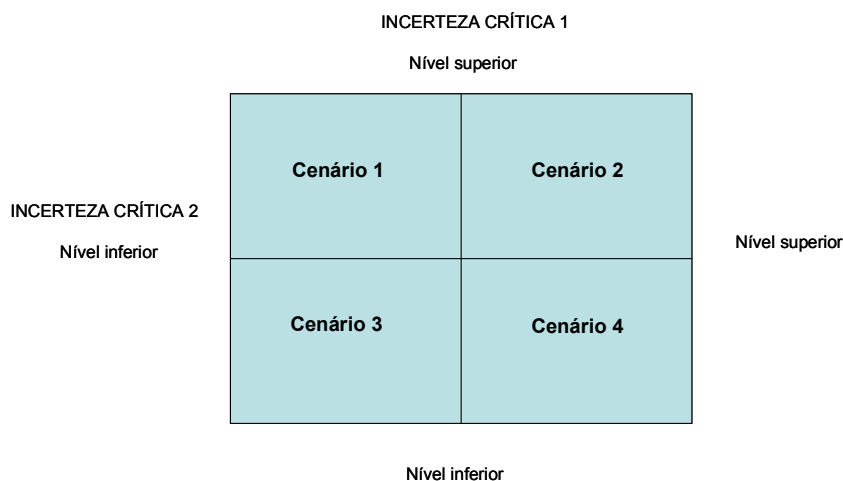 INCERTEZA CRÍTICA 1
Nível superior
Cenário 1
Cenário 2
INCERTEZA CRÍTICA 2
Nível inferior
Nível superior
Cenário 3
Cenário 4
Nível inferior